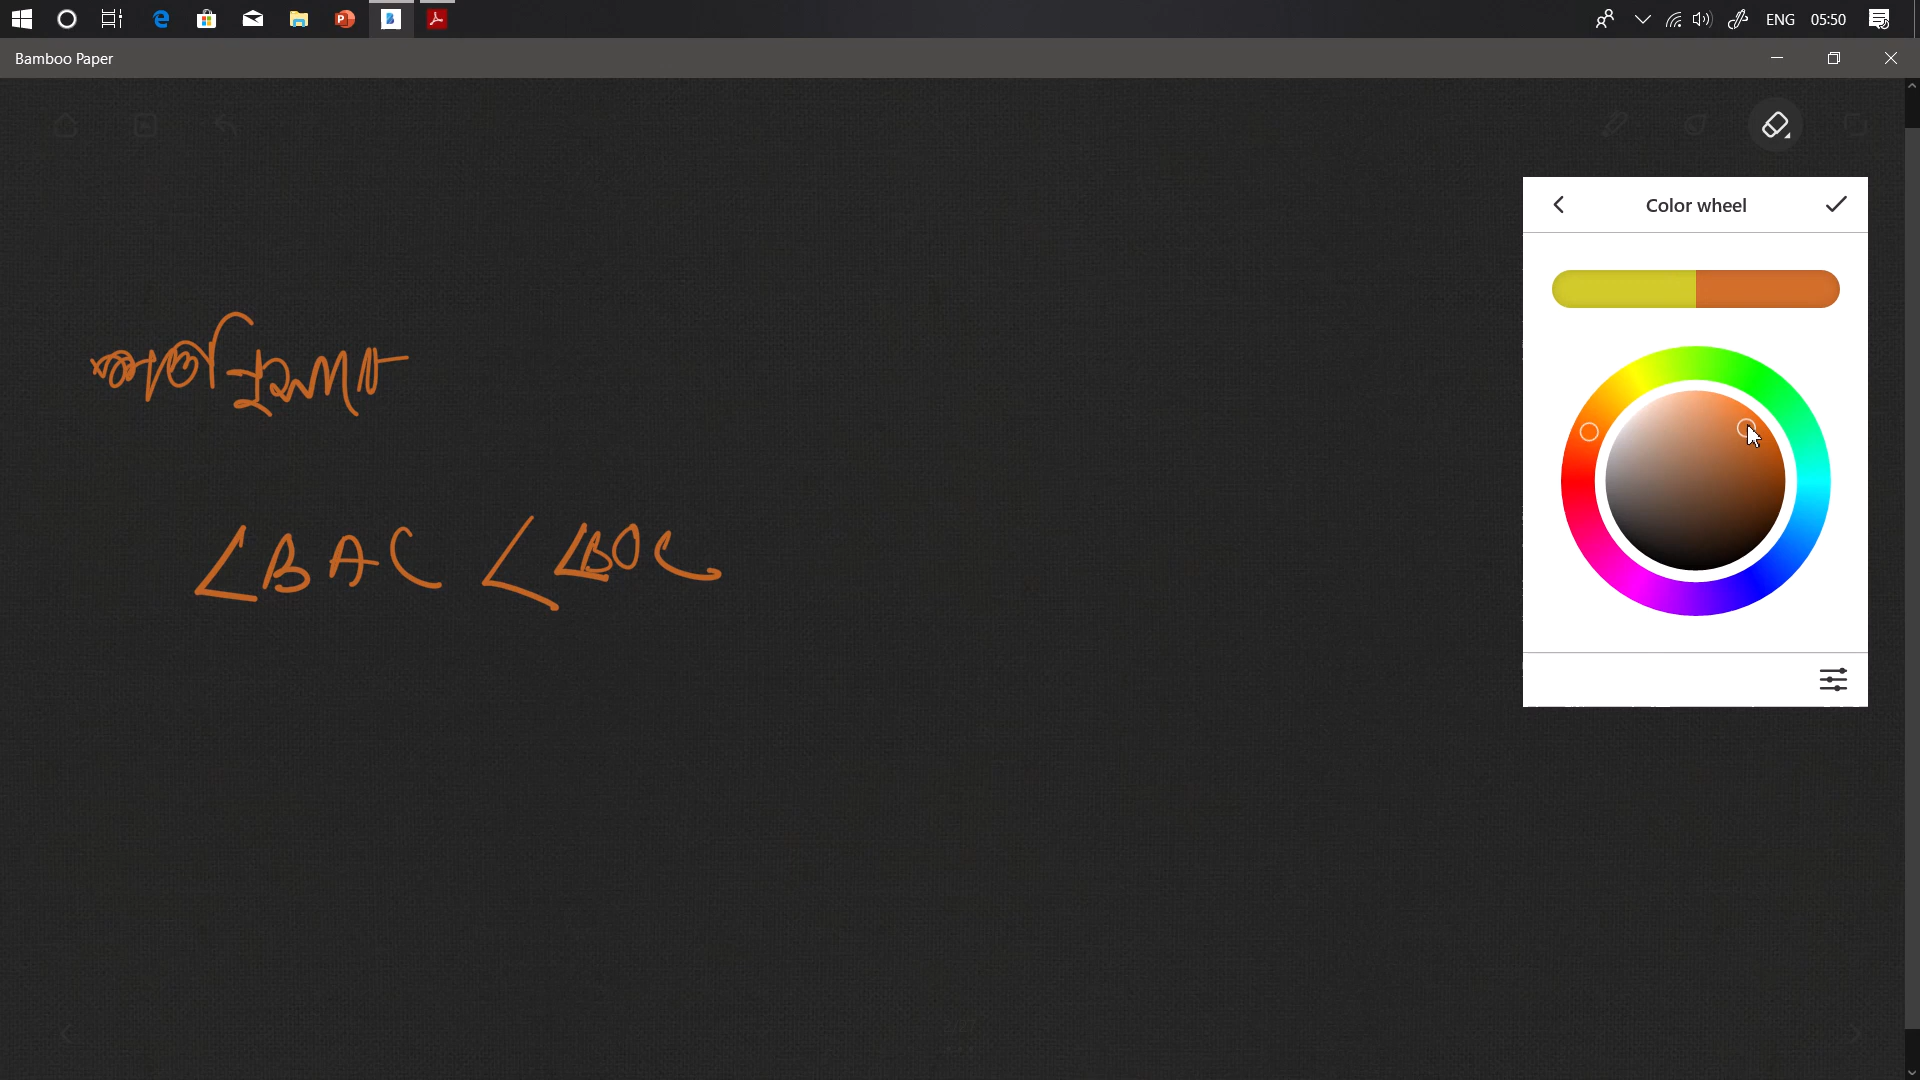 ENG 05:50
Bamboo Paper
Color wheel
∠BAC < ∠BOC